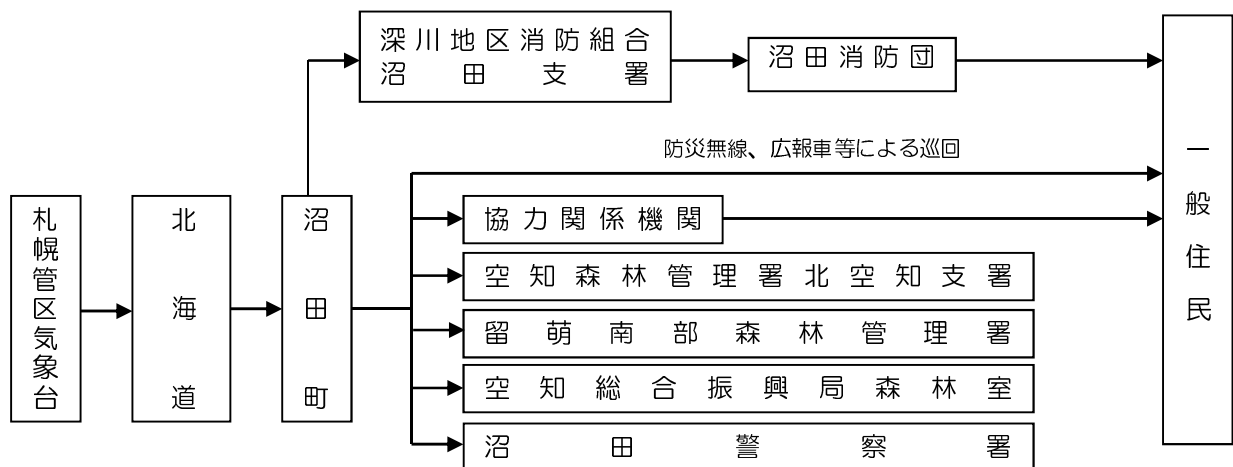 深川地区消防組合
沼田支署
沼田消防団
防災無線、広報車等による巡回
札幌管区気象台
北海道
沼田町
協力関係機関
空知森林管理署北空知支署
留萌南部森林管理署
空知総合振興局森林室
沼田警察署
一般住民